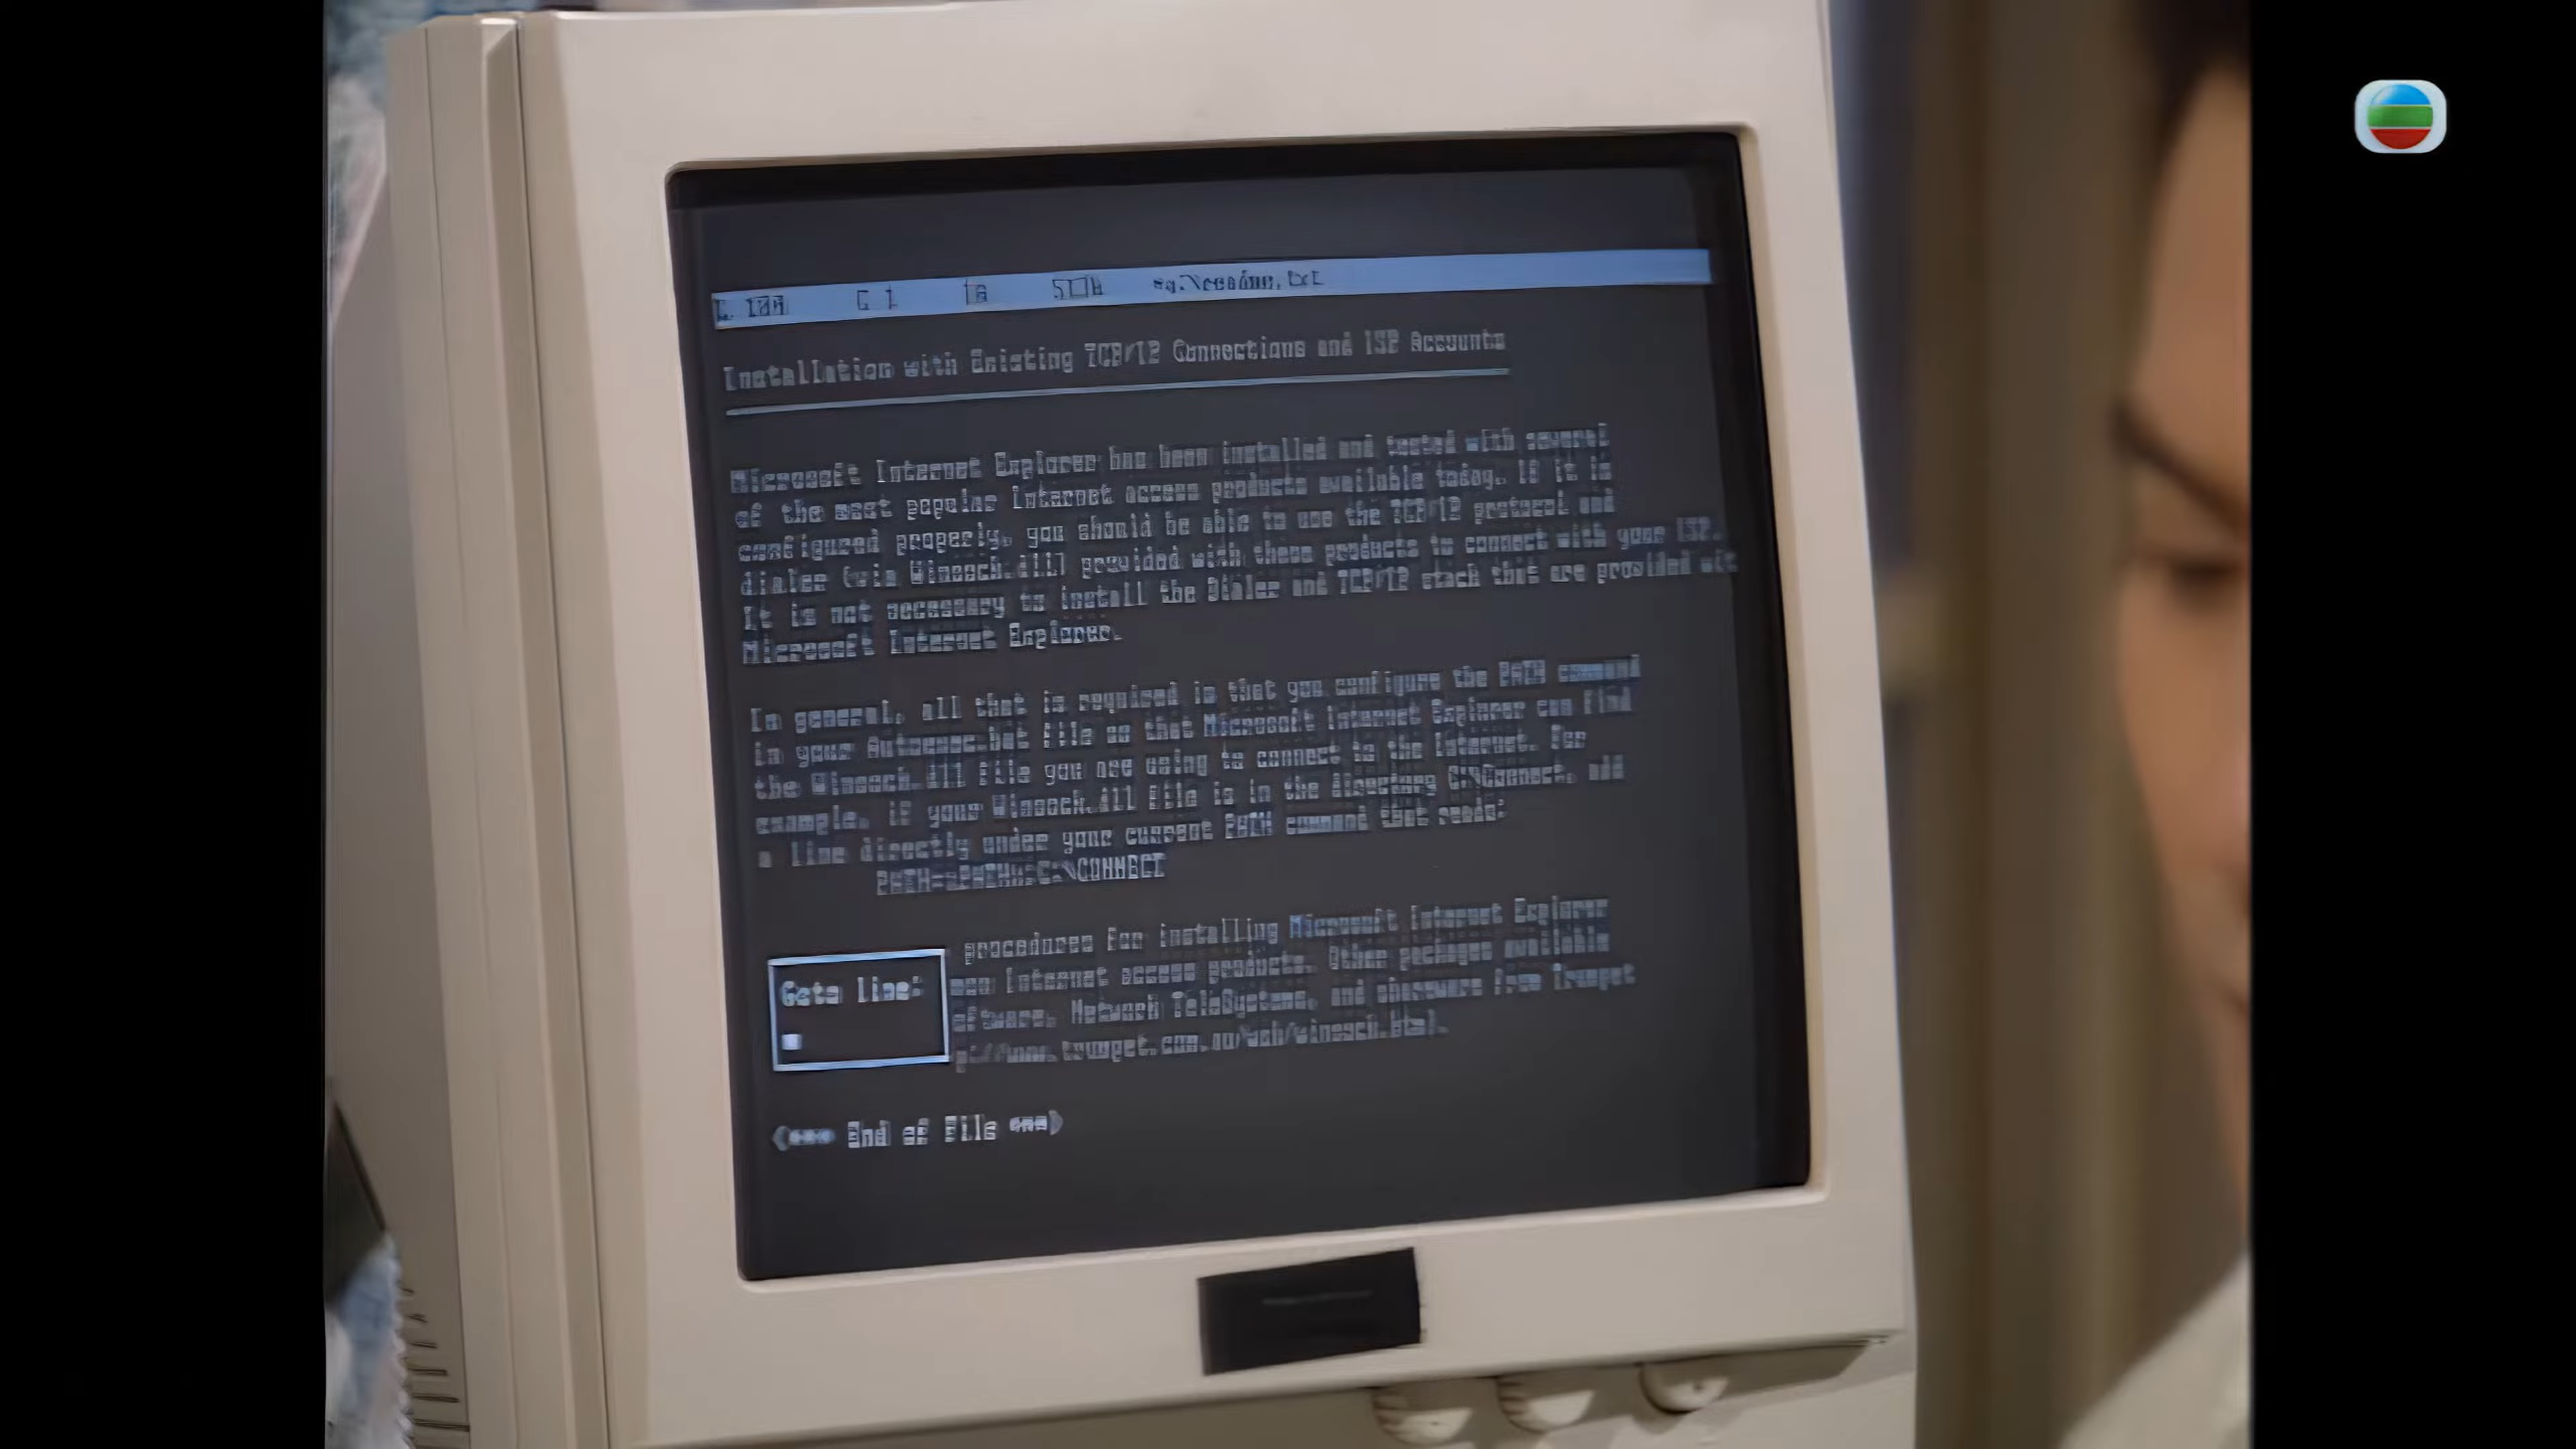 Installation with Existing TCP/IP Connections and ISP Accounts
Microsoft Internet Explorer has been installed and tested with several
of the most popular Internet access products available today. If it is
configured properly, you should be able to use the TCP/IP protocol and
dialer Winsock.dll provided with these products to connect with your ISP.
It is not necessary to install the Dialer and TCP/IP stack that are provided
Microsoft Internet Explorer.
In general, all that is required is that you configure the PATH command
in your Autoexec.bat file so that Microsoft Internet Explorer can find
the Winsock.dll file you are using to connect to the Internet. For
example, if your Winsock.dll file is in the directory C:\Connect, add
a line directly under your current PATH command that reads:
PATH=%PATH%;C:\CONNECT
procedures for installing Microsoft Internet Explorer
Internet access products. Other packages available
Network TeleSystems, and shareware from Trumpet
Goto line:
End of File